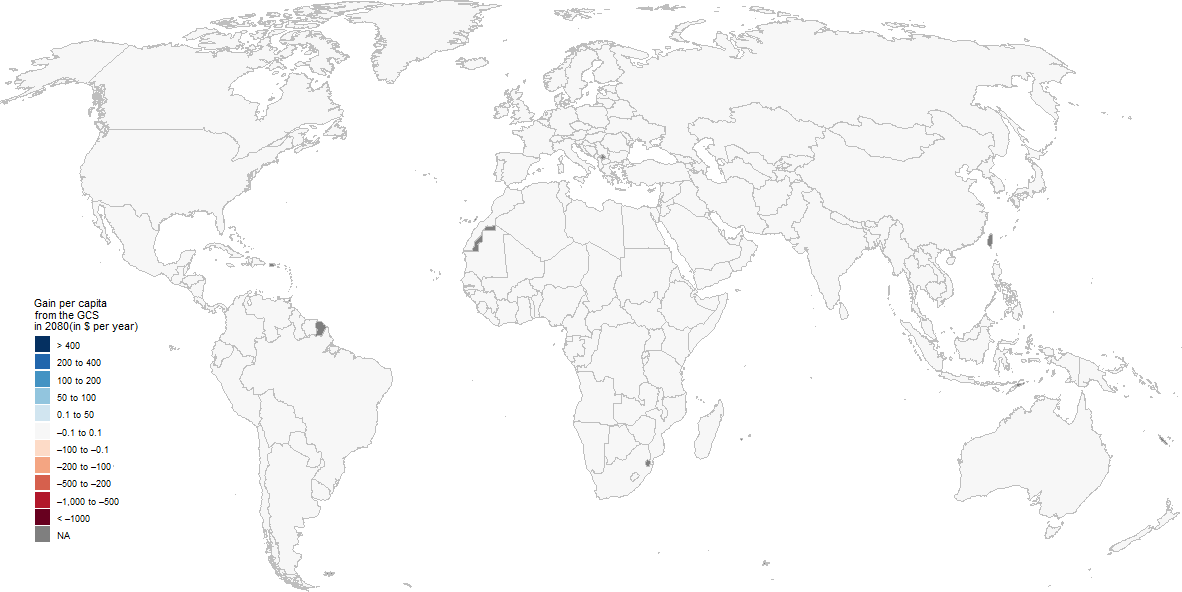 Gain per capita
from the GCS
in 2080(in $ per year)
> 400
200 to 400
100 to 200
50 to 100
0.1 to 50
–0.1 to 0.1
–100 to –0.1
–200 to –100
–500 to –200
–1,000 to –500
< –1000
NA